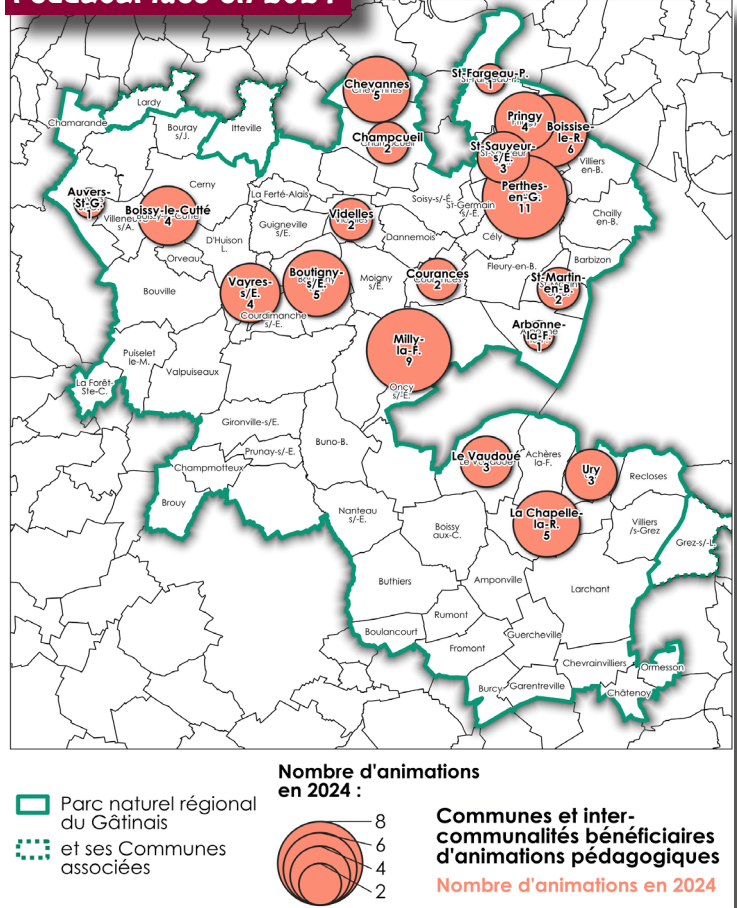 en 2024
St-Fargeau-P.
1
Chevannes
5
Lardy
Chamarande
Pringy
4
Boissise-
le-R.
6
Bouray
s/J.
Itteville
Champcueil
2
St-Sauveur-
s/E.
3
Villiers
en-B.
Cerny
Perthes-
en-G.
11
Auvers-
St-G.
1
Boissy-le-Cutté
4
La Ferté-Alais
Soisy-s/-É.
St-Germain
s/-E.
Videlles
2
Chailly
en-B.
Villeneuve
s/A.
Guigneville
s/E.
D'Huison
L.
Dannemois
Cély
Orveau
Barbizon
Fleury-en-B.
Vayres-
s/E.
4
Boutigny-
s/E.
5
Moigny
s/E.
Courances
2
St-Martin-
en-B.
2
Bouville
Courdimanche
s/-E.
Arbonne-
la-F.
1
Milly-
la-F.
9
Puiselet
le-M.
Valpuiseaux
La Forêt-
Ste-C.
Oncy
s/-E.
Gironville-s/E.
Buno-B.
Prunay-s/-E.
Le Vaudoué
3
Achères
la-F.
Ury
3
Recloses
Champmotteux
Brouy
Nanteau
s/-E.
La Chapelle-
la-R.
5
Boissy
aux-C.
Villiers
/s-Grez
Grez-s/-L.
Buthiers
Amponville
Larchant
Rumont
Boulancourt
Guercheville
Fromont
Chevrainvilliers
Ormesson
Burcy
Garentreville
Châtenoy
Nombre d'animations
en 2024 :
8
6
4
2
Parc naturel régional
du Gâtinais
et ses Communes
associées
Communes et inter-
communalités bénéficiaires
d'animations pédagogiques
Nombre d'animations en 2024